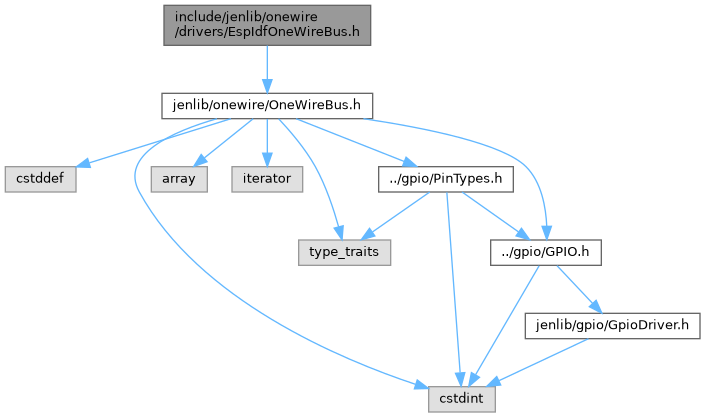 include/jenlib/onewire
/drivers/EspIdfOneWireBus.h
jenlib/onewire/OneWireBus.h
cstddef
array
iterator
../gpio/PinTypes.h
type_traits
../gpio/GPIO.h
jenlib/gpio/GpioDriver.h
cstdint